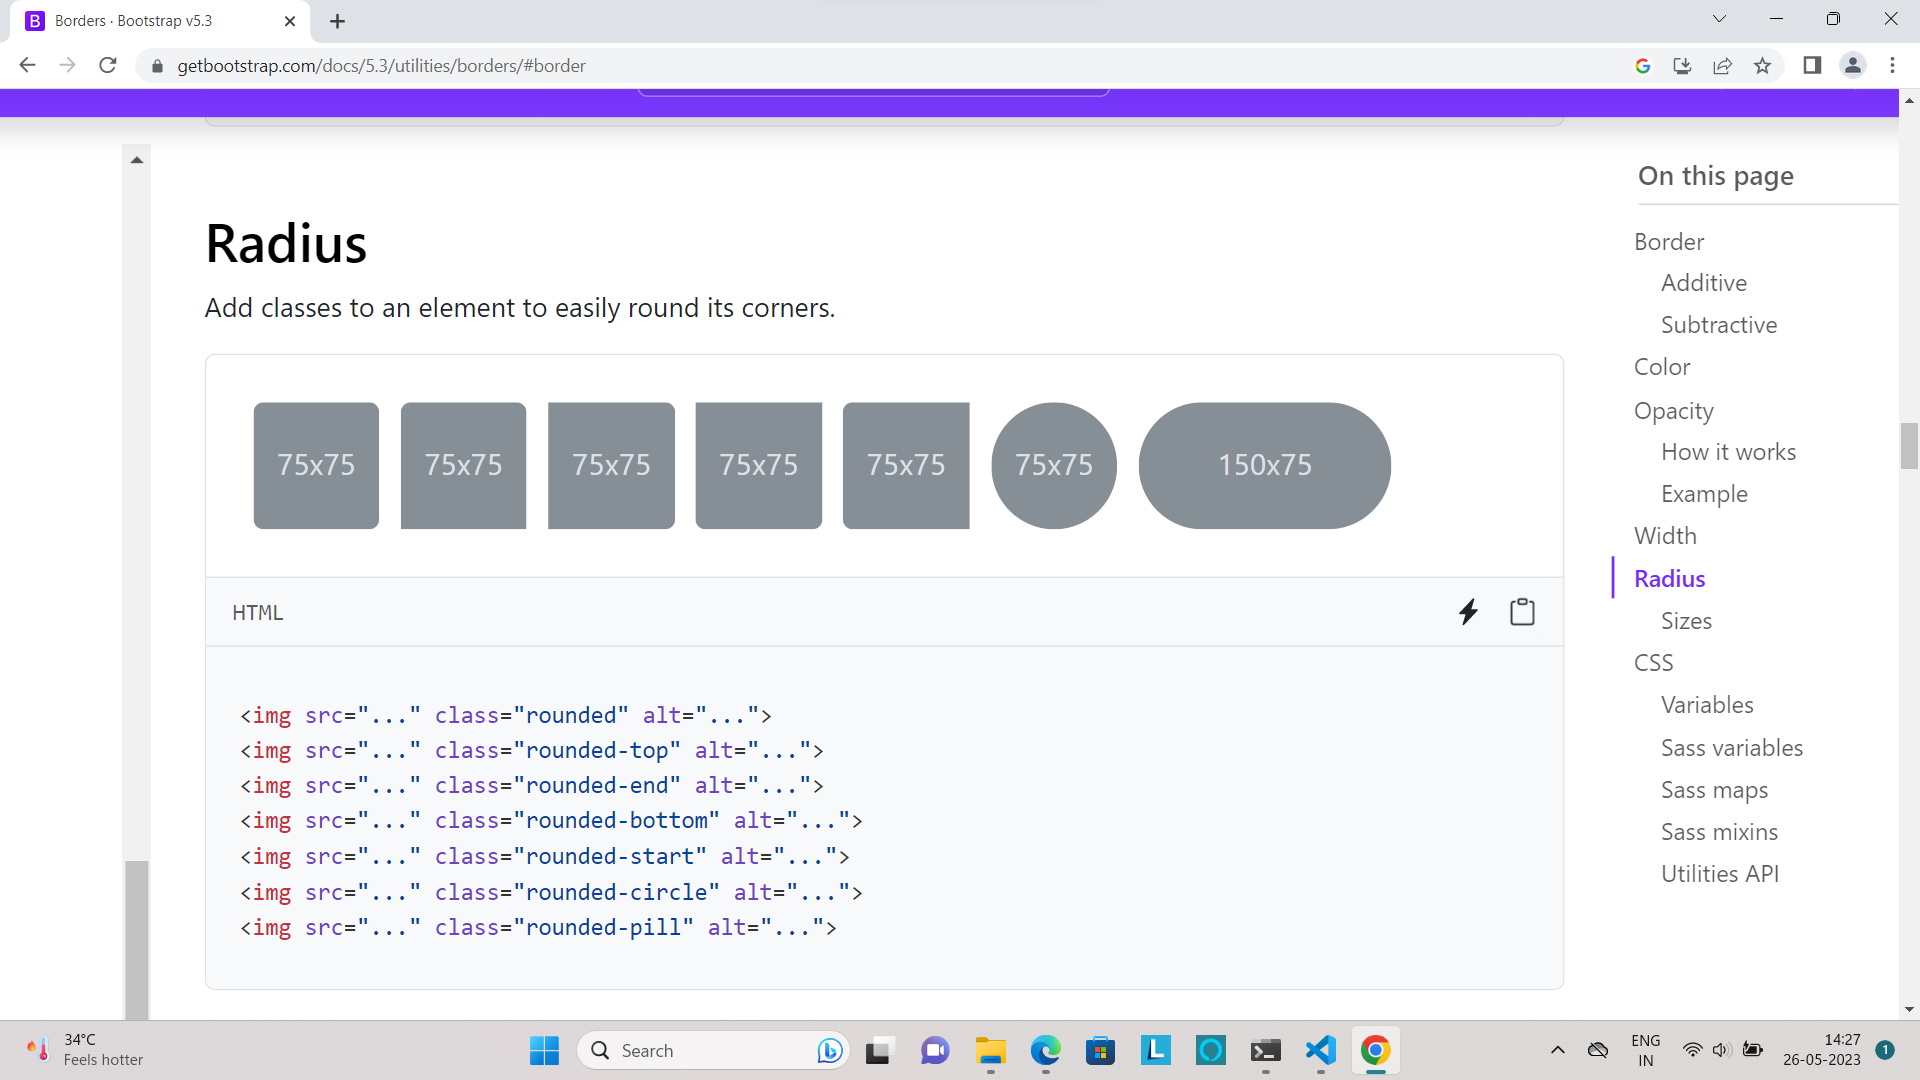 Borders · Bootstrap v5.3
getbootstrap.com/docs/5.3/utilities/borders/#border
On this page
Radius
Add classes to an element to easily round its corners.
75x75 75x75 75x75 75x75 75x75 75x75 150x75
HTML
<img src="..." class="rounded" alt="...">
<img src="..." class="rounded-top" alt="...">
<img src="..." class="rounded-end" alt="...">
<img src="..." class="rounded-bottom" alt="...">
<img src="..." class="rounded-start" alt="...">
<img src="..." class="rounded-circle" alt="...">
<img src="..." class="rounded-pill" alt="...">
Border
Additive
Subtractive
Color
Opacity
How it works
Example
Width
Radius
Sizes
CSS
Variables
Sass variables
Sass maps
Sass mixins
Utilities API
34°C
Feels hotter
Search
ENG
IN
14:27
26-05-2023
1